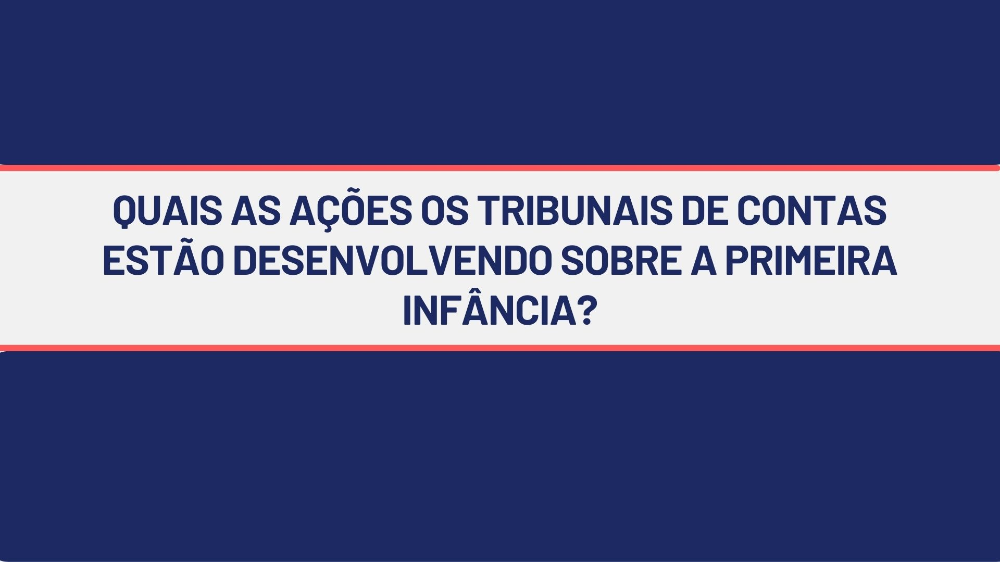 QUAIS AS AÇÕES OS TRIBUNAIS DE CONTAS
ESTÃO DESENVOLVENDO SOBRE A PRIMEIRA
INFÂNCIA?